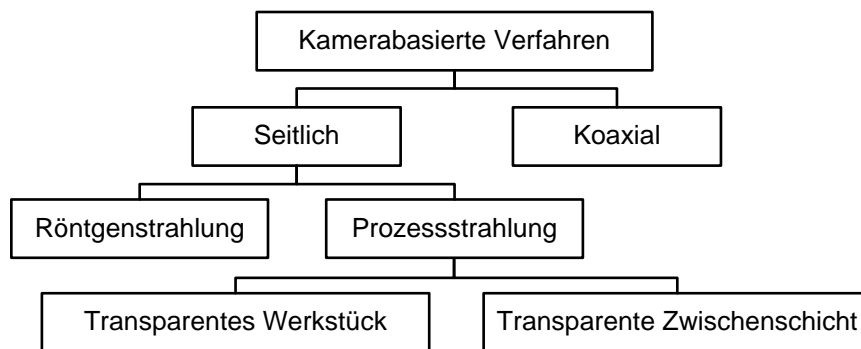 Kamerabasierte Verfahren
Seitlich
Koaxial
Röntgenstrahlung
Prozessstrahlung
Transparentes Werkstück
Transparente Zwischenschicht